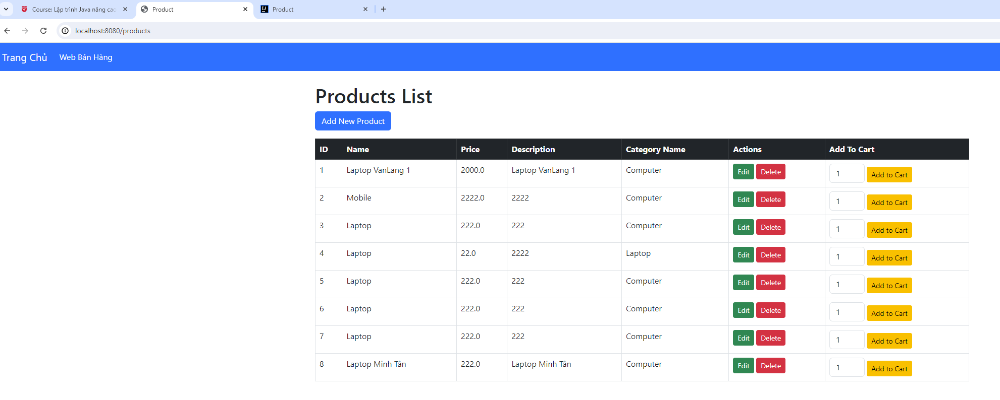 Course: Lập trình Java nâng cao
Product
Product
localhost:8080/products
Trang Chủ Web Bán Hàng
Products List
Add New Product
ID Name Price Description Category Name Actions Add To Cart
1 Laptop VanLang 1 2000.0 Laptop VanLang 1 Computer Edit Delete 1 Add to Cart
2 Mobile 2222.0 2222 Computer Edit Delete 1 Add to Cart
3 Laptop 222.0 222 Computer Edit Delete 1 Add to Cart
4 Laptop 22.0 2222 Laptop Edit Delete 1 Add to Cart
5 Laptop 222.0 222 Computer Edit Delete 1 Add to Cart
6 Laptop 222.0 222 Computer Edit Delete 1 Add to Cart
7 Laptop 222.0 222 Computer Edit Delete 1 Add to Cart
8 Laptop Minh Tân 222.0 Laptop Minh Tân Computer Edit Delete 1 Add to Cart